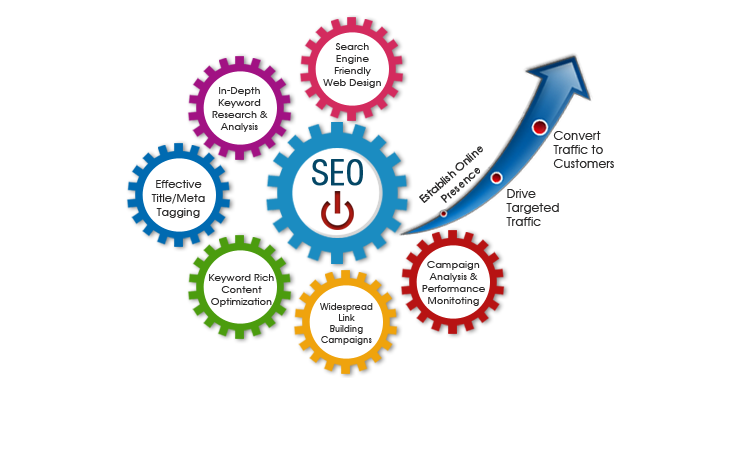 Search
Engine
Friendly
Web Design
In-Depth
Keyword
Research &
Analysis
Effective
Title/Meta
Tagging
Keyword Rich
Content
Optimization
Widespread
Link
Building
Campaigns
Campaign
Analysis &
Performance
Monitoting
SEO
Establish Online
Presence
Drive
Targeted
Traffic
Convert
Traffic to
Customers